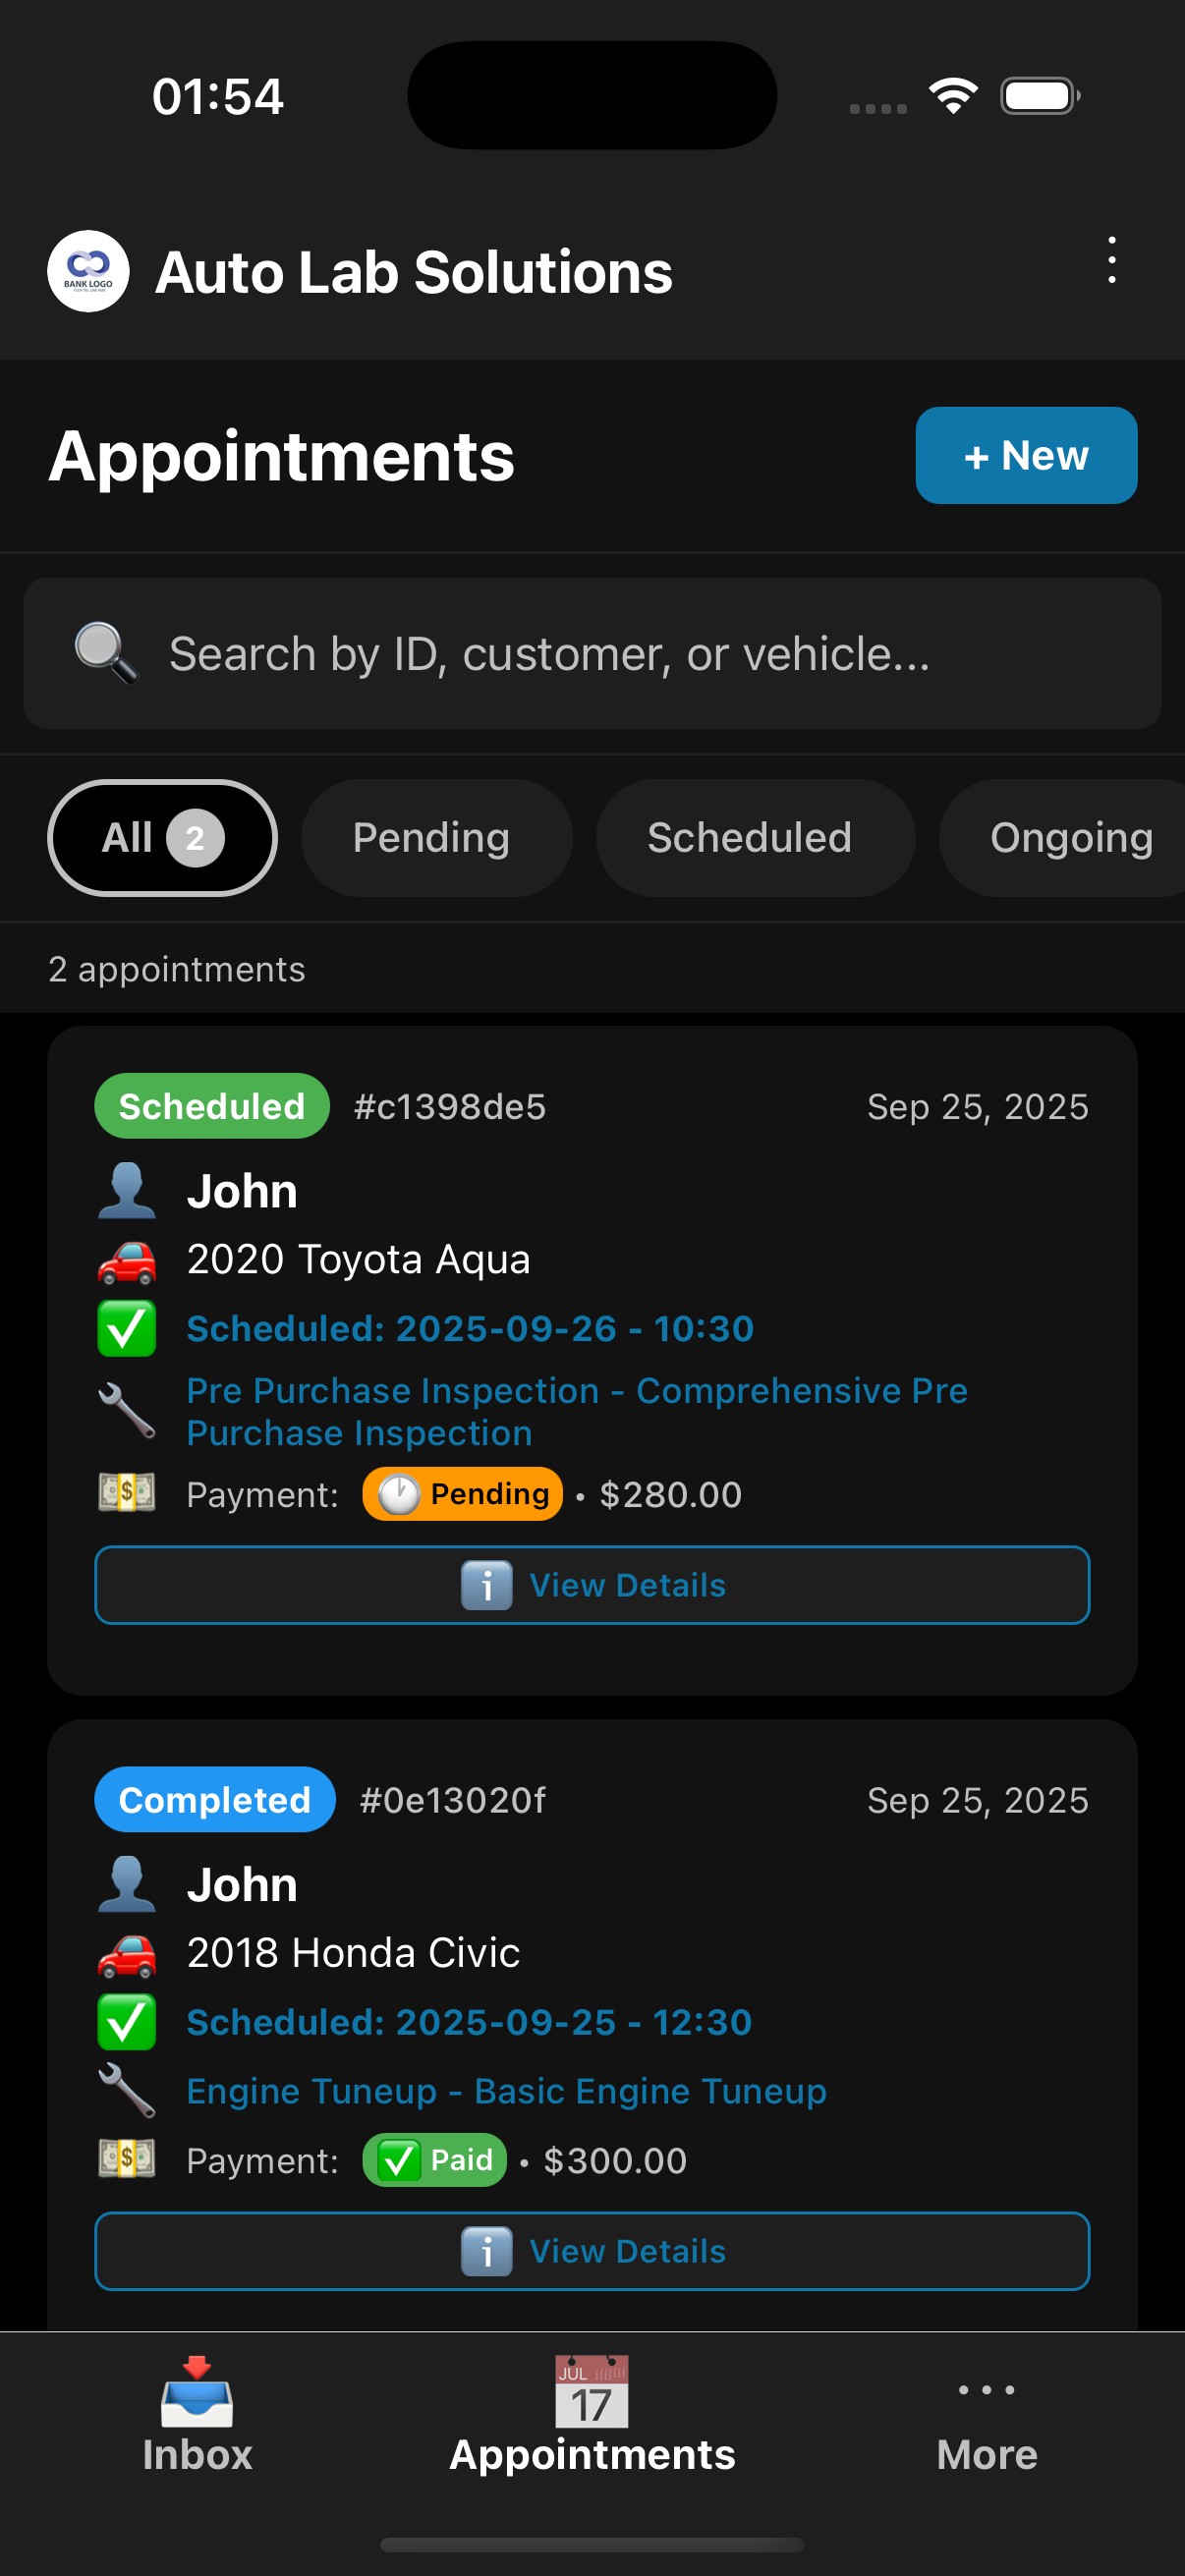 01:54
BANK LOGO
Auto Lab Solutions
Appointments
+ New
Search by ID, customer, or vehicle...
All 2
Pending
Scheduled
Ongoing
2 appointments
Scheduled #c1398de5 Sep 25, 2025
John
2020 Toyota Aqua
Scheduled: 2025-09-26 - 10:30
Pre Purchase Inspection - Comprehensive Pre
Purchase Inspection
Payment: Pending • $280.00
View Details
Completed #0e13020f Sep 25, 2025
John
2018 Honda Civic
Scheduled: 2025-09-25 - 12:30
Engine Tuneup - Basic Engine Tuneup
Payment: Paid • $300.00
View Details
JUL
17
Inbox
Appointments
More